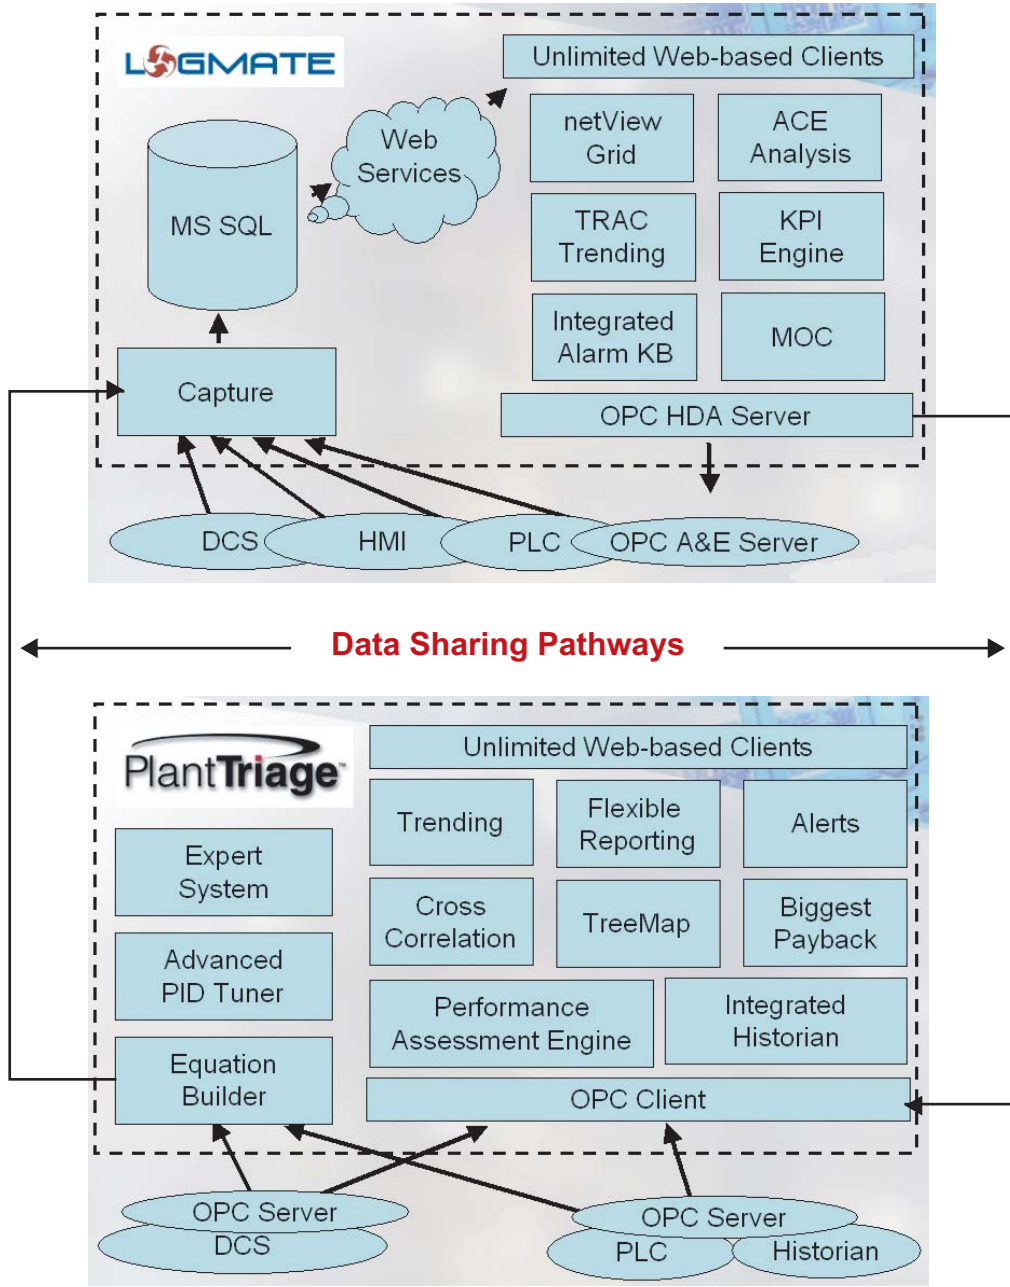 LOGMATE
Unlimited Web-based Clients
Web
Services
netView
Grid
ACE
Analysis
MS SQL
TRAC
Trending
KPI
Engine
Integrated
Alarm KB
MOC
Capture
OPC HDA Server
DCS
HMI
PLC
OPC A&E Server
Data Sharing Pathways
PlantTriage™
Unlimited Web-based Clients
Trending
Flexible
Reporting
Alerts
Expert
System
Cross
Correlation
TreeMap
Biggest
Payback
Advanced
PID Tuner
Performance
Assessment Engine
Integrated
Historian
Equation
Builder
OPC Client
OPC Server
DCS
OPC Server
PLC
Historian